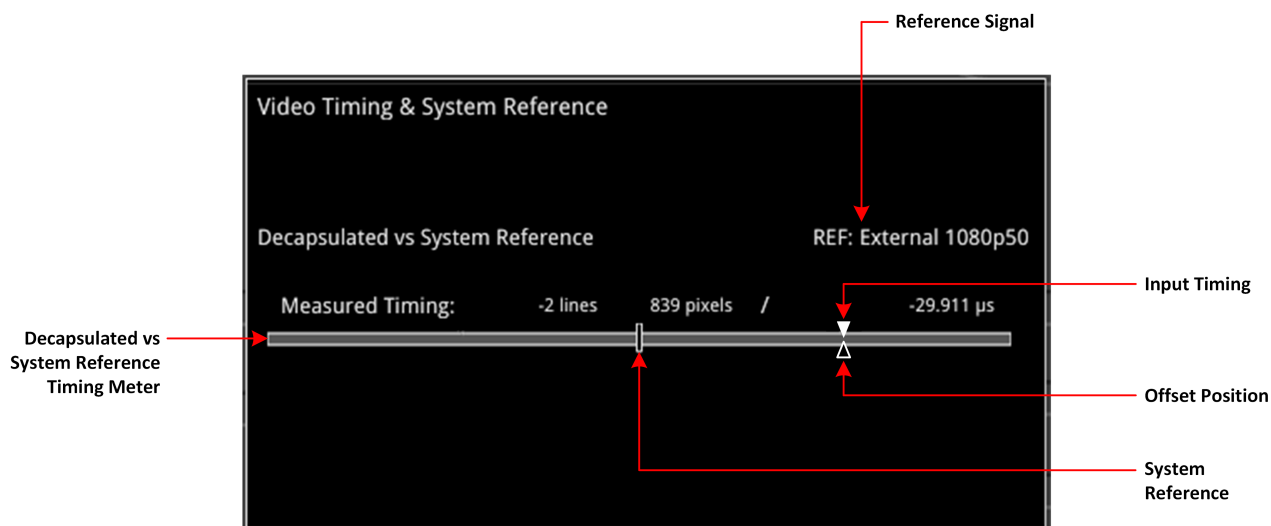 Reference Signal
Video Timing & System Reference
Decapsulated vs System Reference
REF: External 1080p50
Input Timing
Measured Timing: -2 lines 839 pixels / -29.911 µs
Decapsulated vs
System Reference
Timing Meter
Offset Position
System
Reference